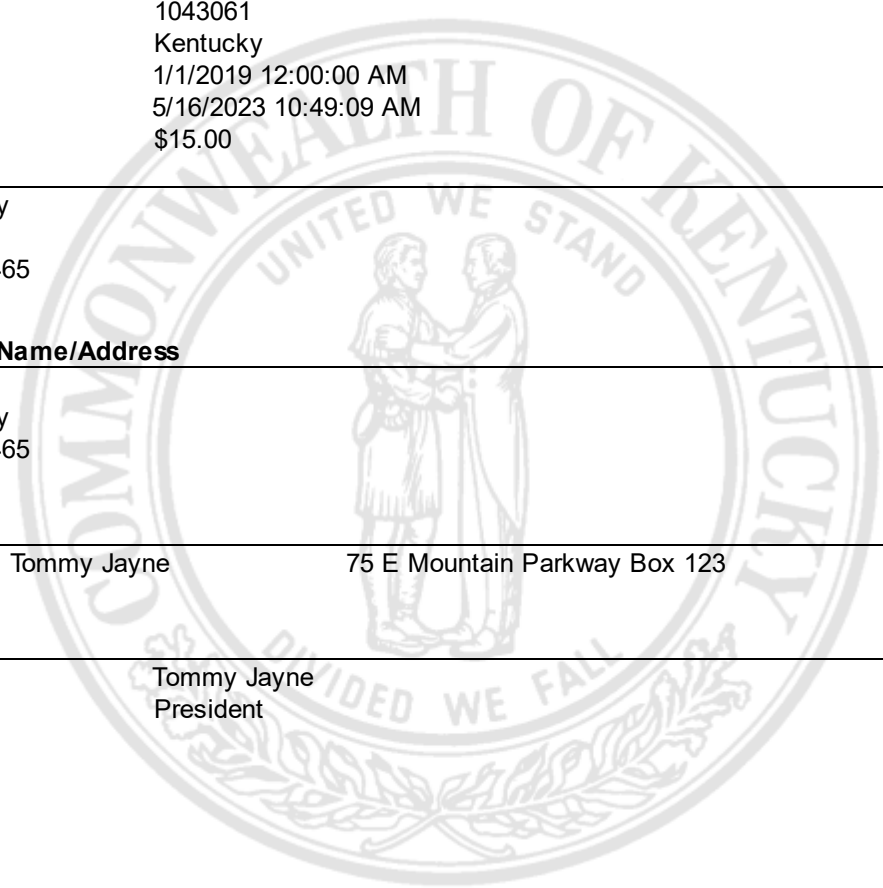 1043061
Kentucky
1/1/2019 12:00:00 AM
5/16/2023 10:49:09 AM
$15.00
COMMONWEALTH OF KENTUCKY
UNITED WE STAND
y
65
Name/Address
y
65
Tommy Jayne 75 E Mountain Parkway Box 123
DIVIDED WE FALL
Tommy Jayne
President